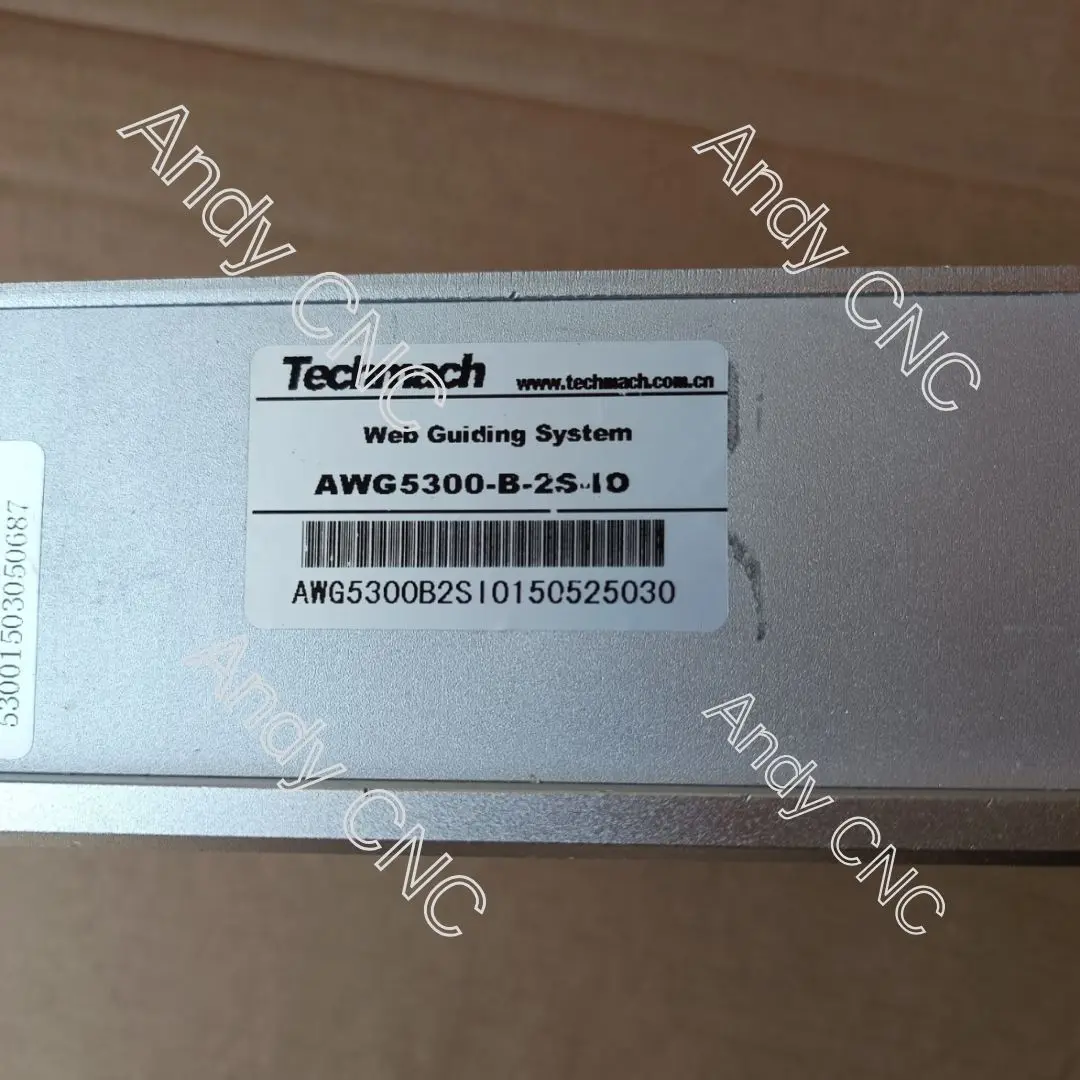 Andy CNC
Andy CNC
Techmach www.techmach.com.cn
Web Guiding System
AWG5300-B-2S-IO
AWG5300B2SI0150525030
53001503050687
Andy CNC
Andy CNC